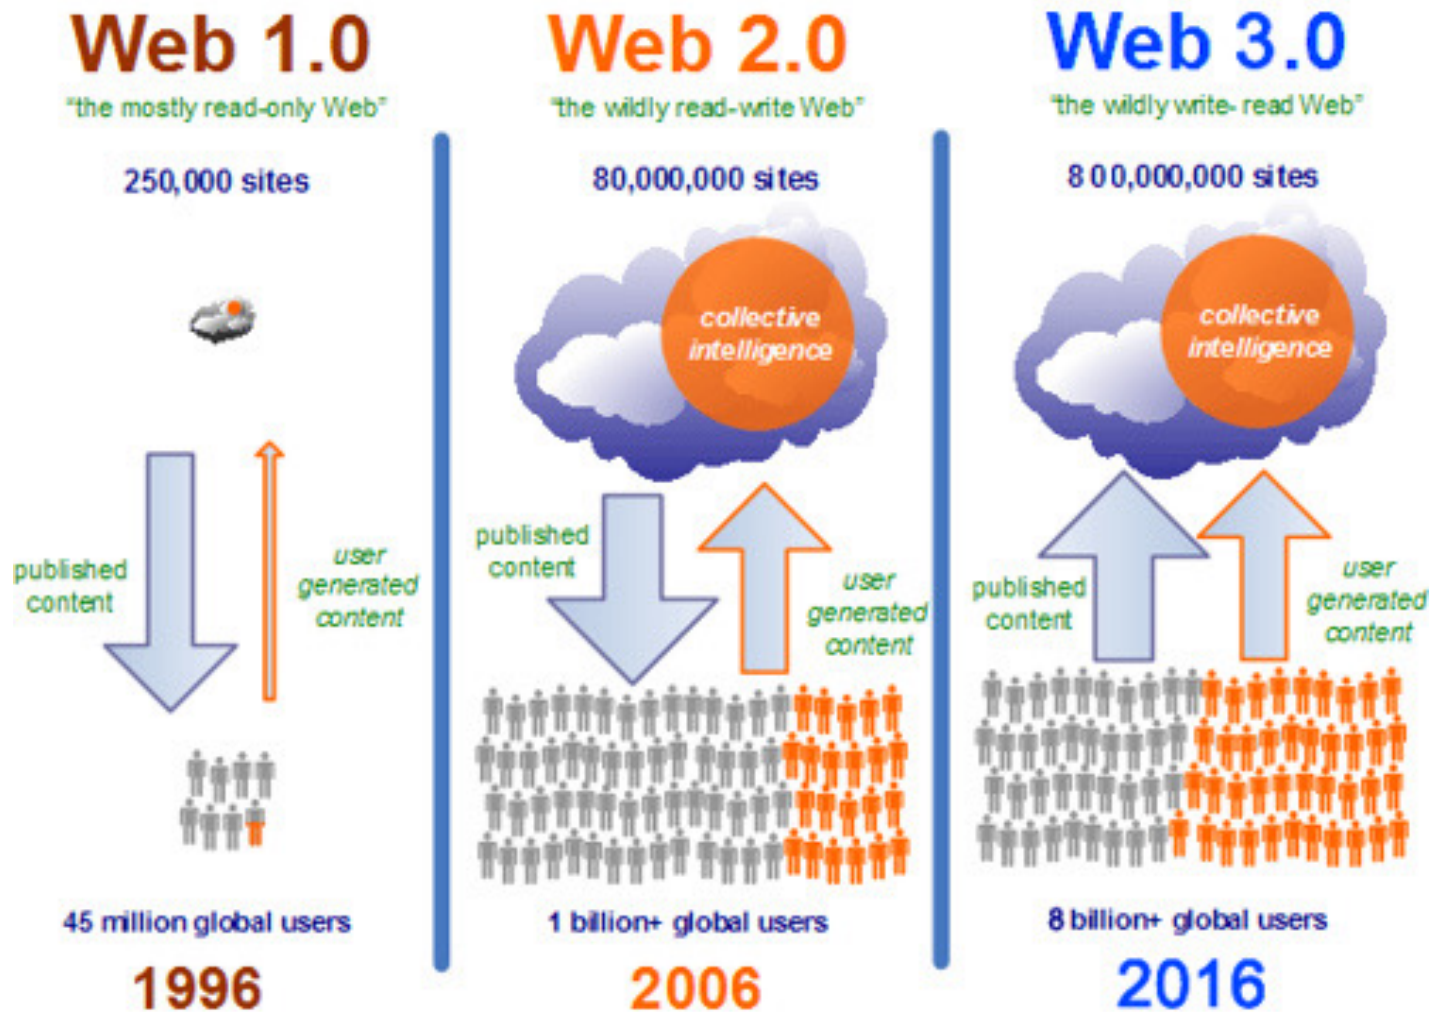 Web 1.0
"the mostly read-only Web"
250,000 sites
published
content
user
generated
content
45 million global users
1996
Web 2.0
"the wildly read-write Web"
80,000,000 sites
collective
intelligence
published
content
user
generated
content
1 billion+ global users
2006
Web 3.0
"the wildly write- read Web"
800,000,000 sites
collective
intelligence
published
content
user
generated
content
8 billion+ global users
2016